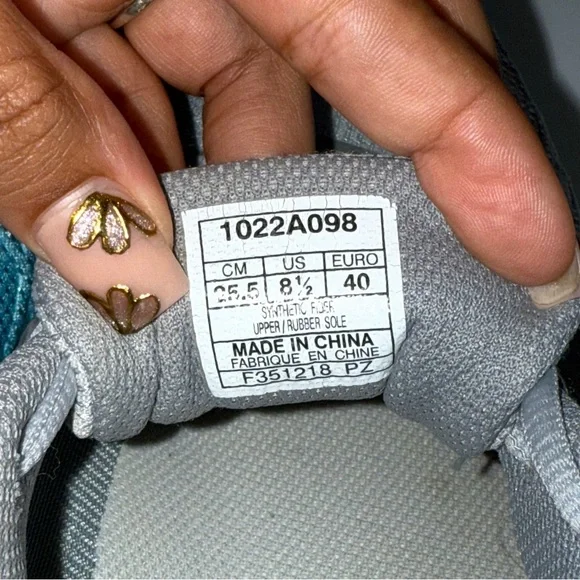 1022A098
CM US EURO
25.5 8½ 40
SYNTHETIC FIBER
UPPER/RUBBER SOLE
MADE IN CHINA
FABRIQUE EN CHINE
F351218 PZ